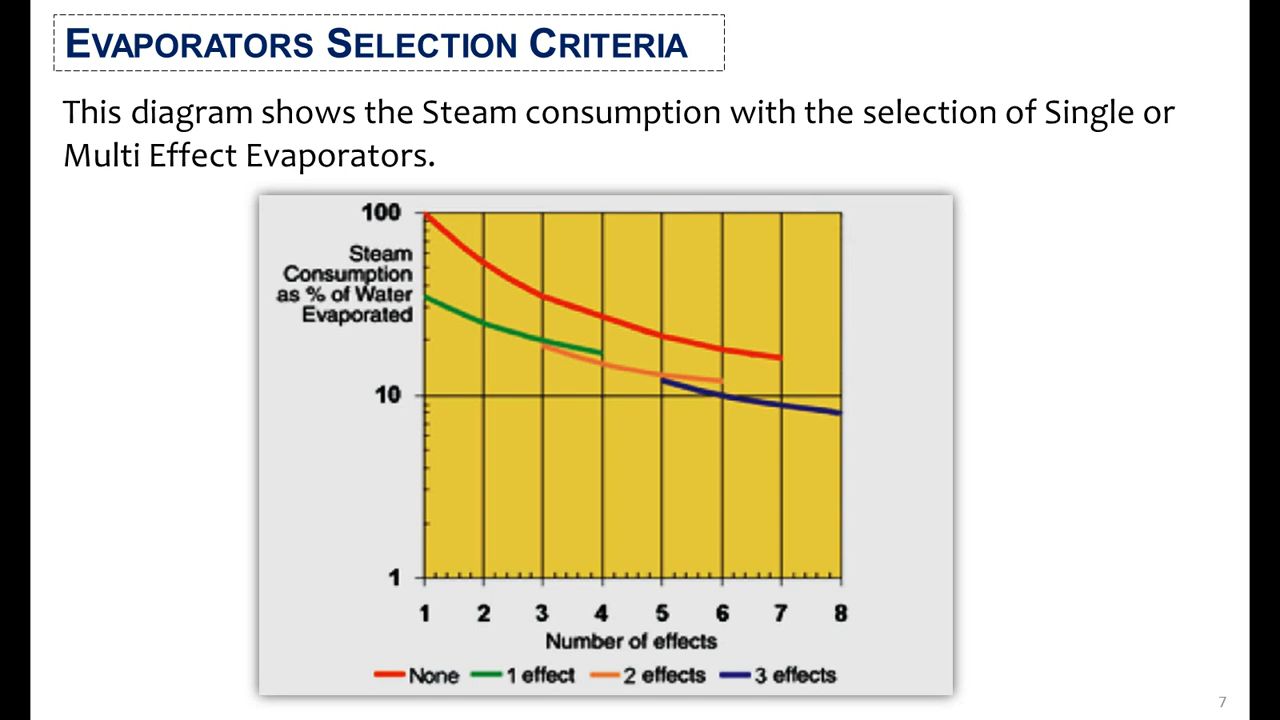 EVAPORATORS SELECTION CRITERIA
This diagram shows the Steam consumption with the selection of Single or
Multi Effect Evaporators.
100
Steam
Consumption
as % of Water
Evaporated
10
1
1 2 3 4 5 6 7 8
Number of effects
None 1 effect 2 effects 3 effects
7